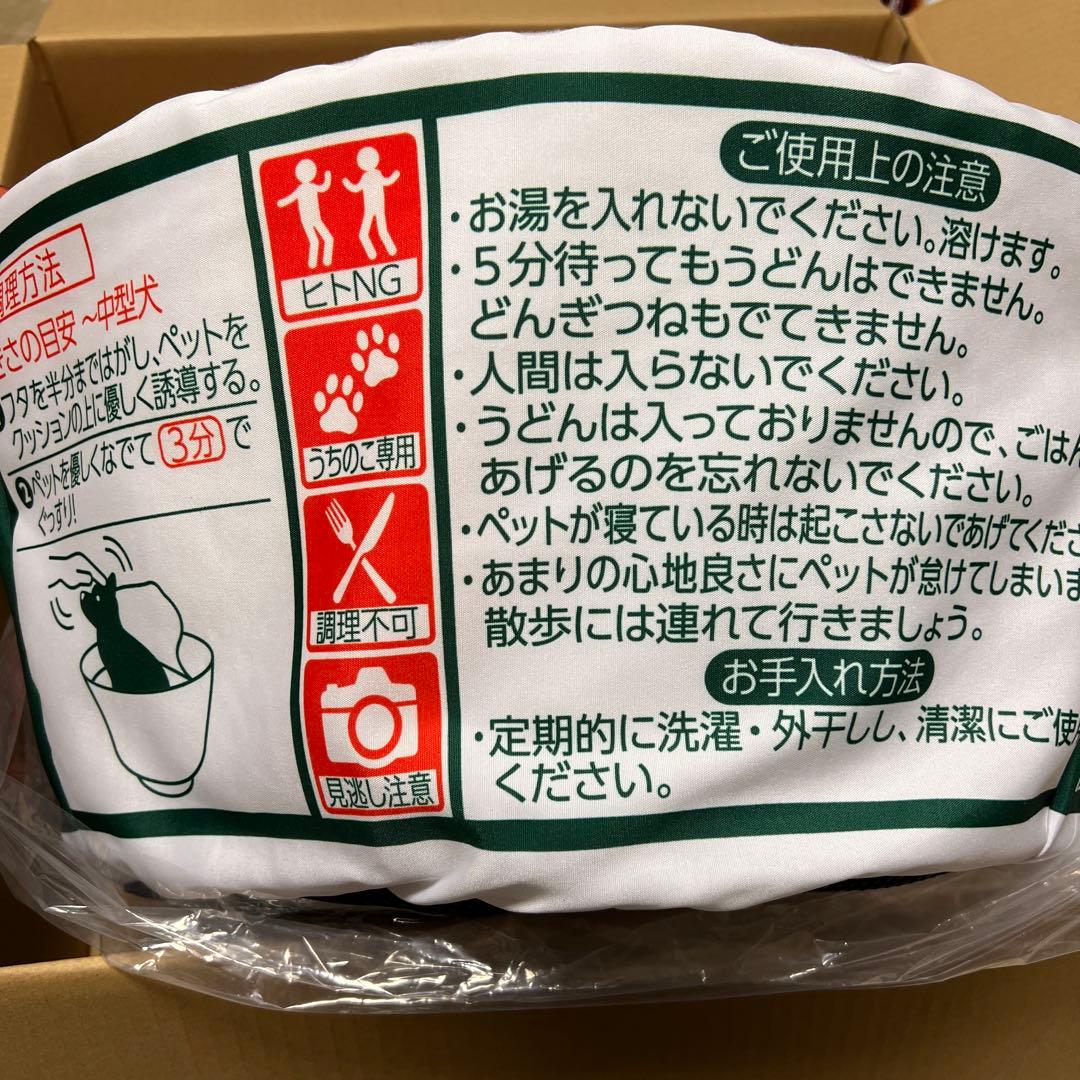 調理方法
さの目安 ～中型犬
フタを半分まではがし、ペットを
クッションの上に優しく誘導する。
❷ペットを優しくなでて 3分 で
ぐっすり!
ヒトNG
うちのこ専用
調理不可
見逃し注意
ご使用上の注意
・お湯を入れないでください。溶けます。
・5分待ってもうどんはできません。
どんぎつねもでてきません。
・人間は入らないでください。
・うどんは入っておりませんので、ごはん
あげるのを忘れないでください。
・ペットが寝ている時は起こさないであげてくださ
・あまりの心地良さにペットが怠けてしまいま
散歩には連れて行きましょう。
お手入れ方法
・定期的に洗濯・外干しし、清潔にご使
ください。